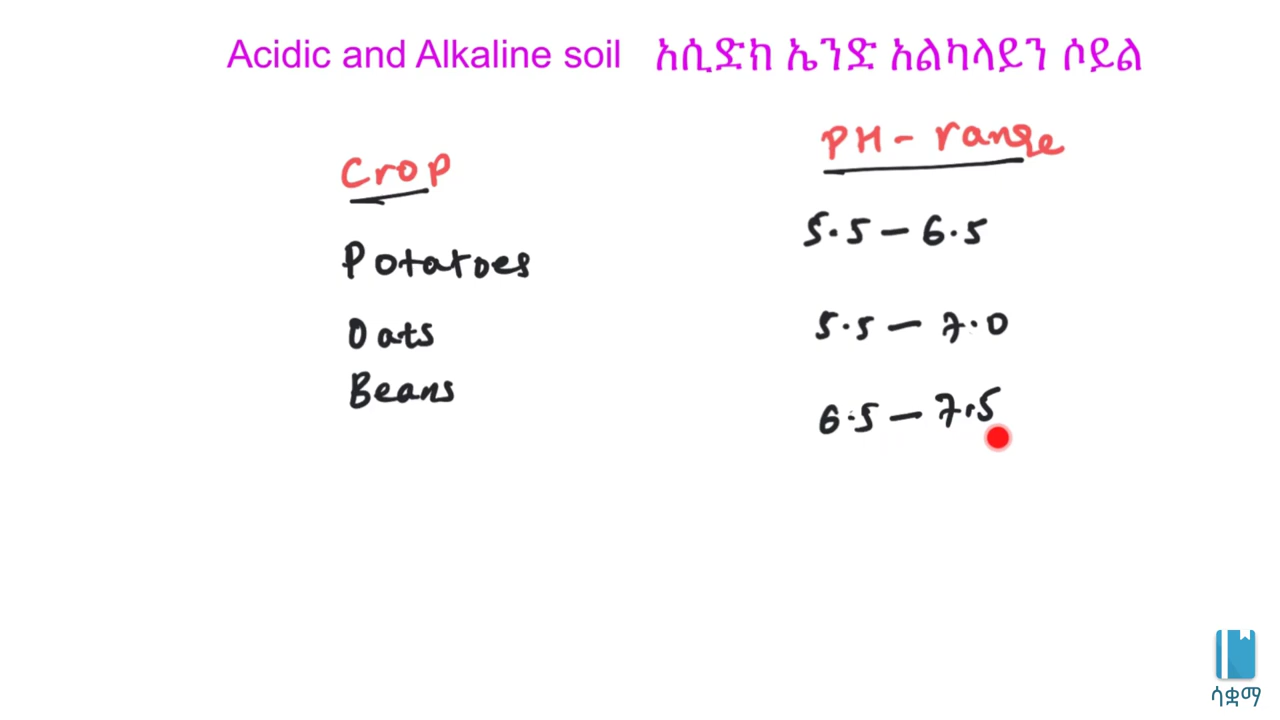 Acidic and Alkaline soil አሲድክ ኤንድ አልካላይን ሶይል
Crop PH - range
Potatoes 5.5 - 6.5
Oats 5.5 - 7.0
Beans 6.5 - 7.5
ሳቋማ